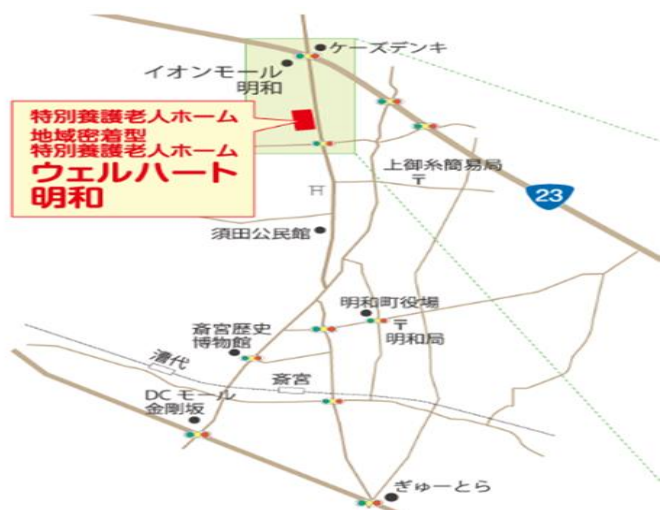 ケーズデンキ
イオンモール
明和
特別養護老人ホーム
地域密着型
特別養護老人ホーム
ウェルハート
明和
上御糸簡易局
〒
23
須田公民館
明和町役場
〒
明和局
斎宮歴史
博物館
漕代
斎宮
DCモール
金剛坂
ぎゅーとら